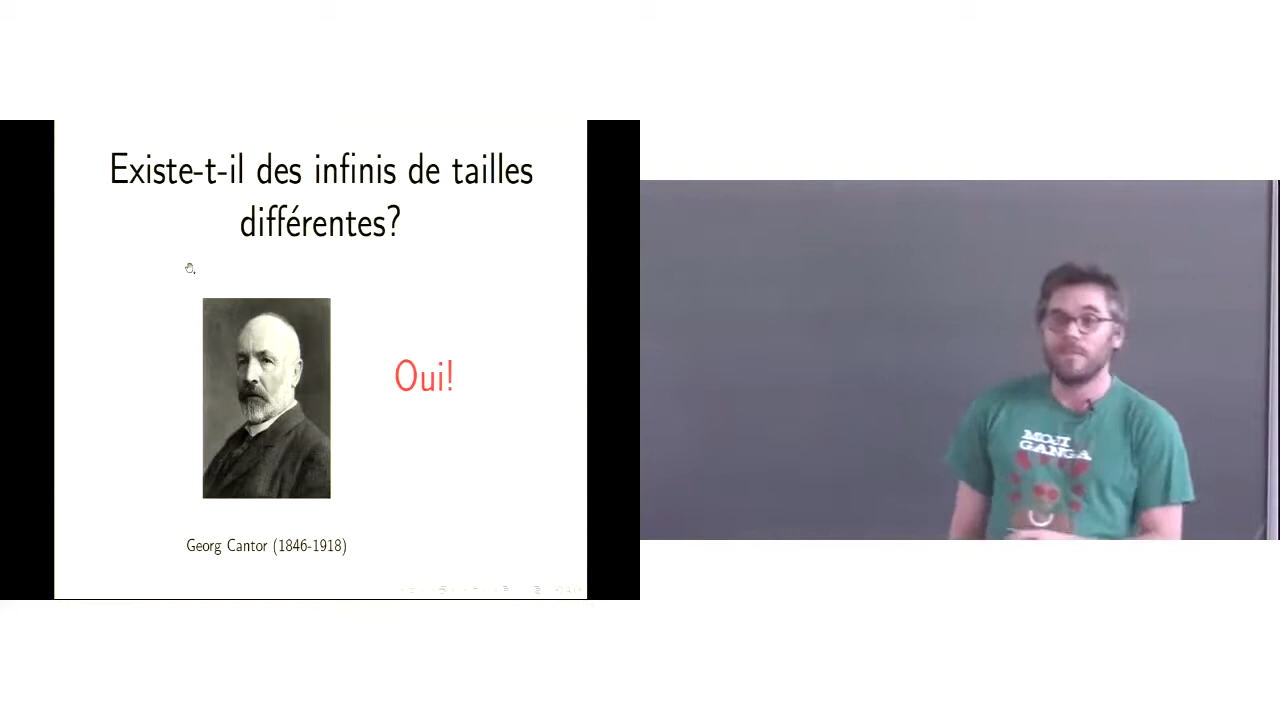 Existe-t-il des infinis de tailles
différentes?
Oui!
Georg Cantor (1846-1918)
MOJI
GANGA